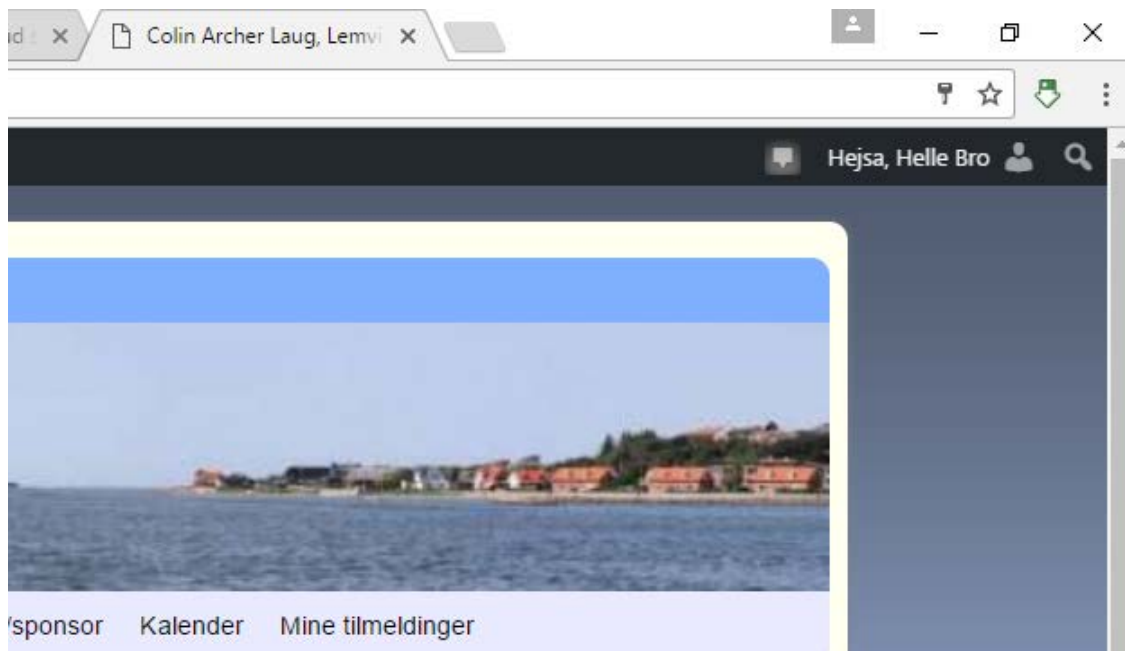 Colin Archer Laug, Lemvi
Hejsa, Helle Bro
/sponsor Kalender Mine tilmeldinger